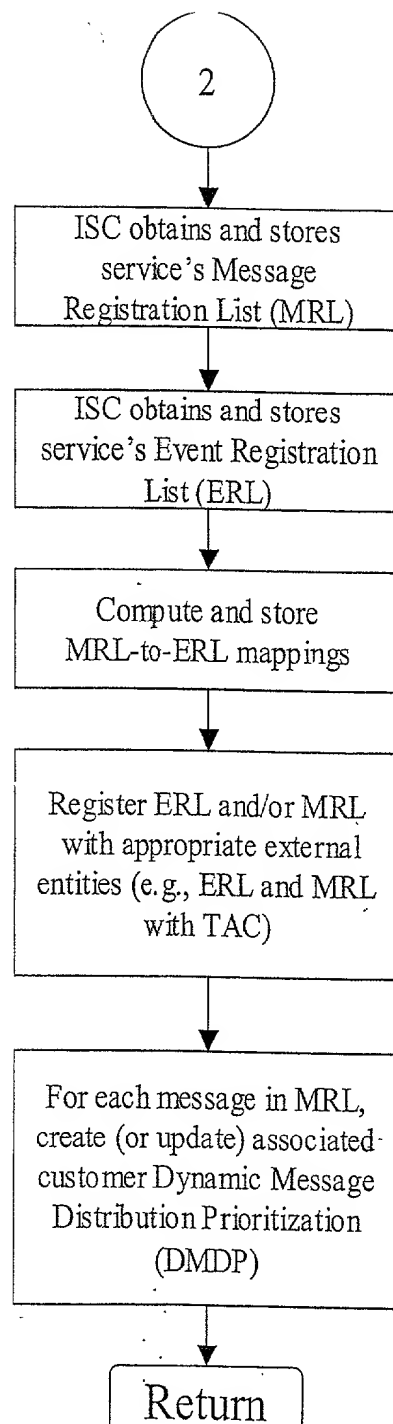 2
ISC obtains and stores
service's Message
Registration List (MRL)
ISC obtains and stores
service's Event Registration
List (ERL)
Compute and store
MRL-to-ERL mappings
Register ERL and/or MRL
with appropriate external
entities (e.g., ERL and MRL
with TAC)
For each message in MRL,
create (or update) associated
customer Dynamic Message
Distribution Prioritization
(DMDP)
Return